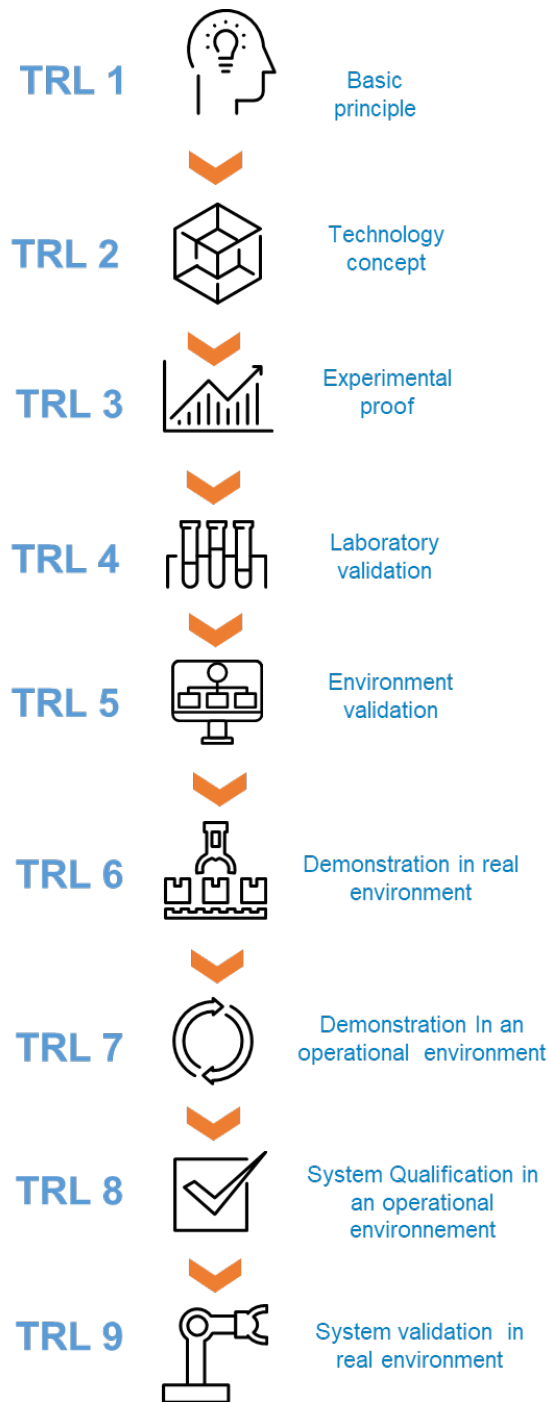 TRL 1
Basic
principle
TRL 2
Technology
concept
TRL 3
Experimental
proof
TRL 4
Laboratory
validation
TRL 5
Environment
validation
TRL 6
Demonstration in real
environment
TRL 7
Demonstration In an
operational environment
TRL 8
System Qualification in
an operational
environnement
TRL 9
System validation in
real environment